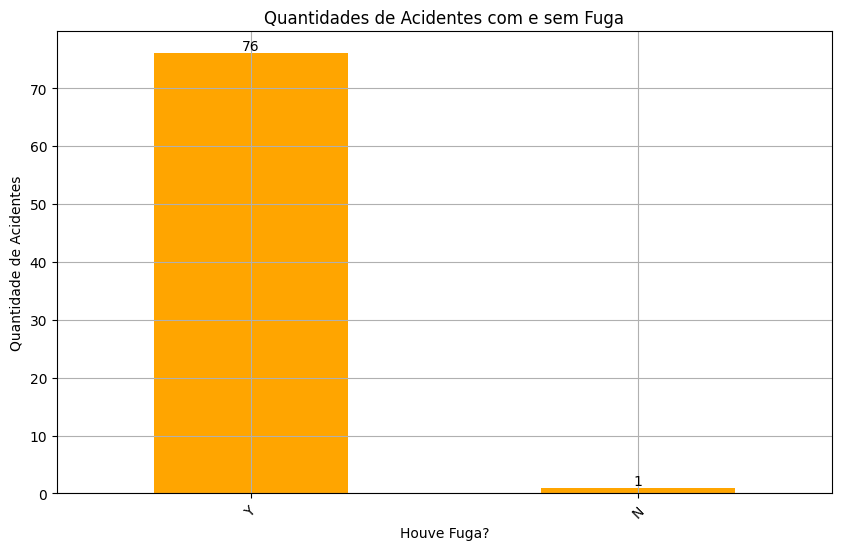 Quantidades de Acidentes com e sem Fuga
76
1
Quantidade de Acidentes
70
60
50
40
30
20
10
0
Y
N
Houve Fuga?